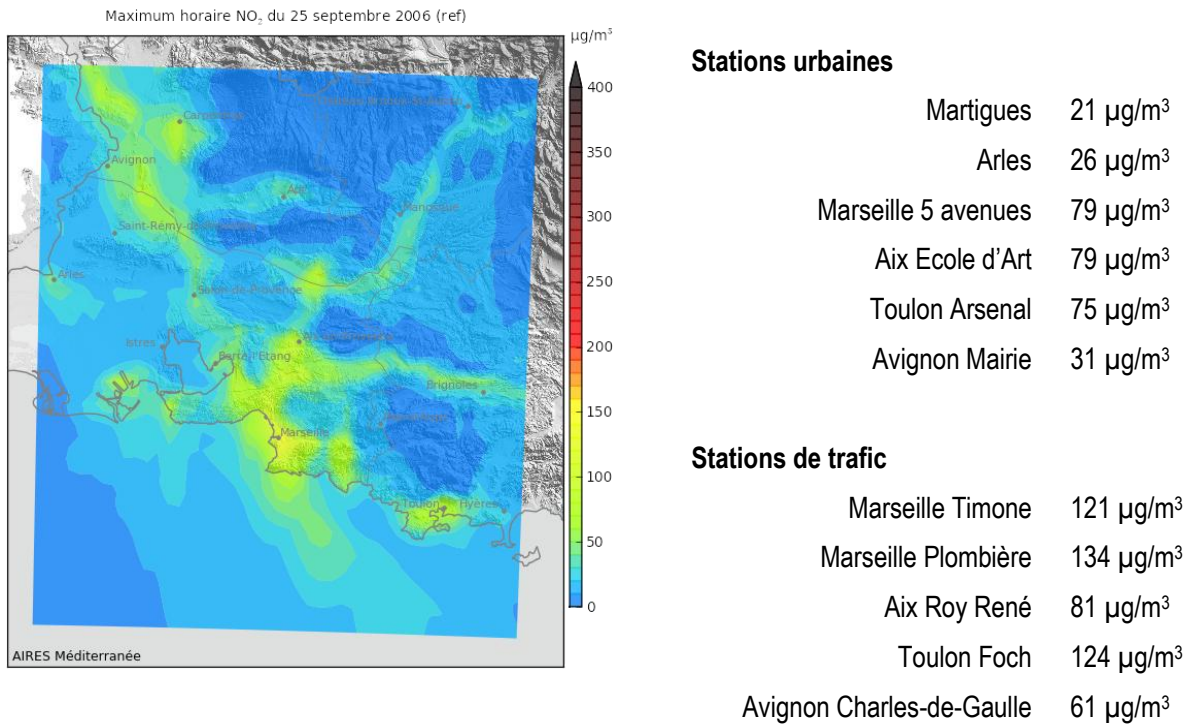 Maximum horaire NO₂ du 25 septembre 2006 (ref)
µg/m³
400
350
300
250
200
150
100
50
0
Carpentras
Avignon
Apt
Manosque
Saint-Rémy-de-Provence
Arles
Salon-de-Provence
Istres
Aix-en-Provence
Berre-l'Etang
Brignoles
Marseille
Toulon
Hyères
AIRES Méditerranée
Stations urbaines
Martigues 21 µg/m³
Arles 26 µg/m³
Marseille 5 avenues 79 µg/m³
Aix Ecole d’Art 79 µg/m³
Toulon Arsenal 75 µg/m³
Avignon Mairie 31 µg/m³
Stations de trafic
Marseille Timone 121 µg/m³
Marseille Plombière 134 µg/m³
Aix Roy René 81 µg/m³
Toulon Foch 124 µg/m³
Avignon Charles-de-Gaulle 61 µg/m³